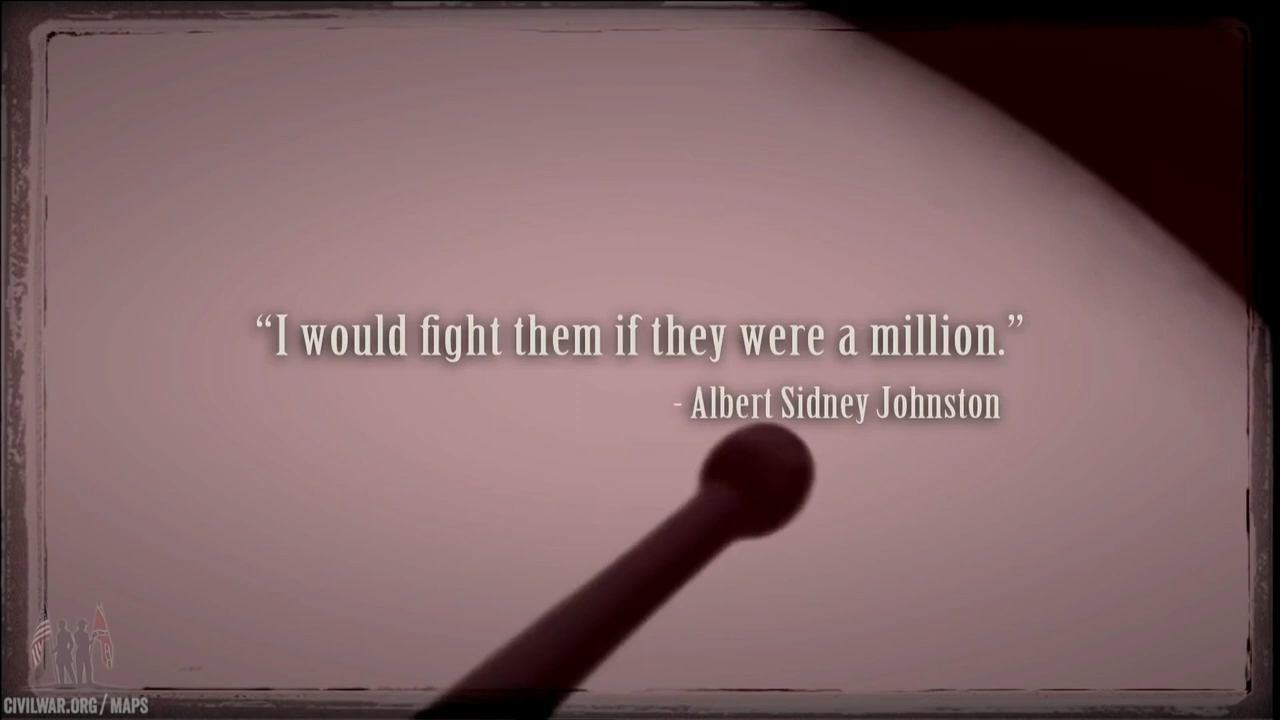 “I would fight them if they were a million.”
- Albert Sidney Johnston
CIVILWAR.ORG/MAPS